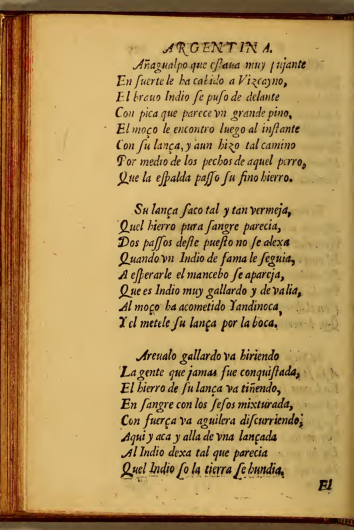 ARGENTINA.
Añagualpo que eſtaua muy pujante
En ſuerte le ha cabido a Vizcayno,
El brauo Indio ſe puſo de delante
Con pica que parece vn grande pino,
El moço le encontro luego al inſtante
Con ſu lança, y aun hizo tal camino
Por medio de los pechos de aquel perro,
Que la eſpalda paſſo ſu fino hierro.
Su lança ſaco tal y tan vermeja,
Quel hierro pura ſangre parecia,
Dos paſſos deſte pueſto no ſe alexa
Quando vn Indio de fama le ſeguia,
A eſperarle el mancebo ſe apareja,
Que es Indio muy gallardo y de valia,
Al moço ha acometido Yandinoca,
Y el metele ſu lança por la boca.
Areualo gallardo va hiriendo
La gente que jamas fue conquiſtada,
El hierro de ſu lança va tiñendo,
En ſangre con los ſeſos mixturada,
Con fuerça va aguilera diſcurriendo,
Aqui y aca y alla de vna lançada
Al Indio dexa tal que parecia
Quel Indio ſo la tierra ſe hundia,
El